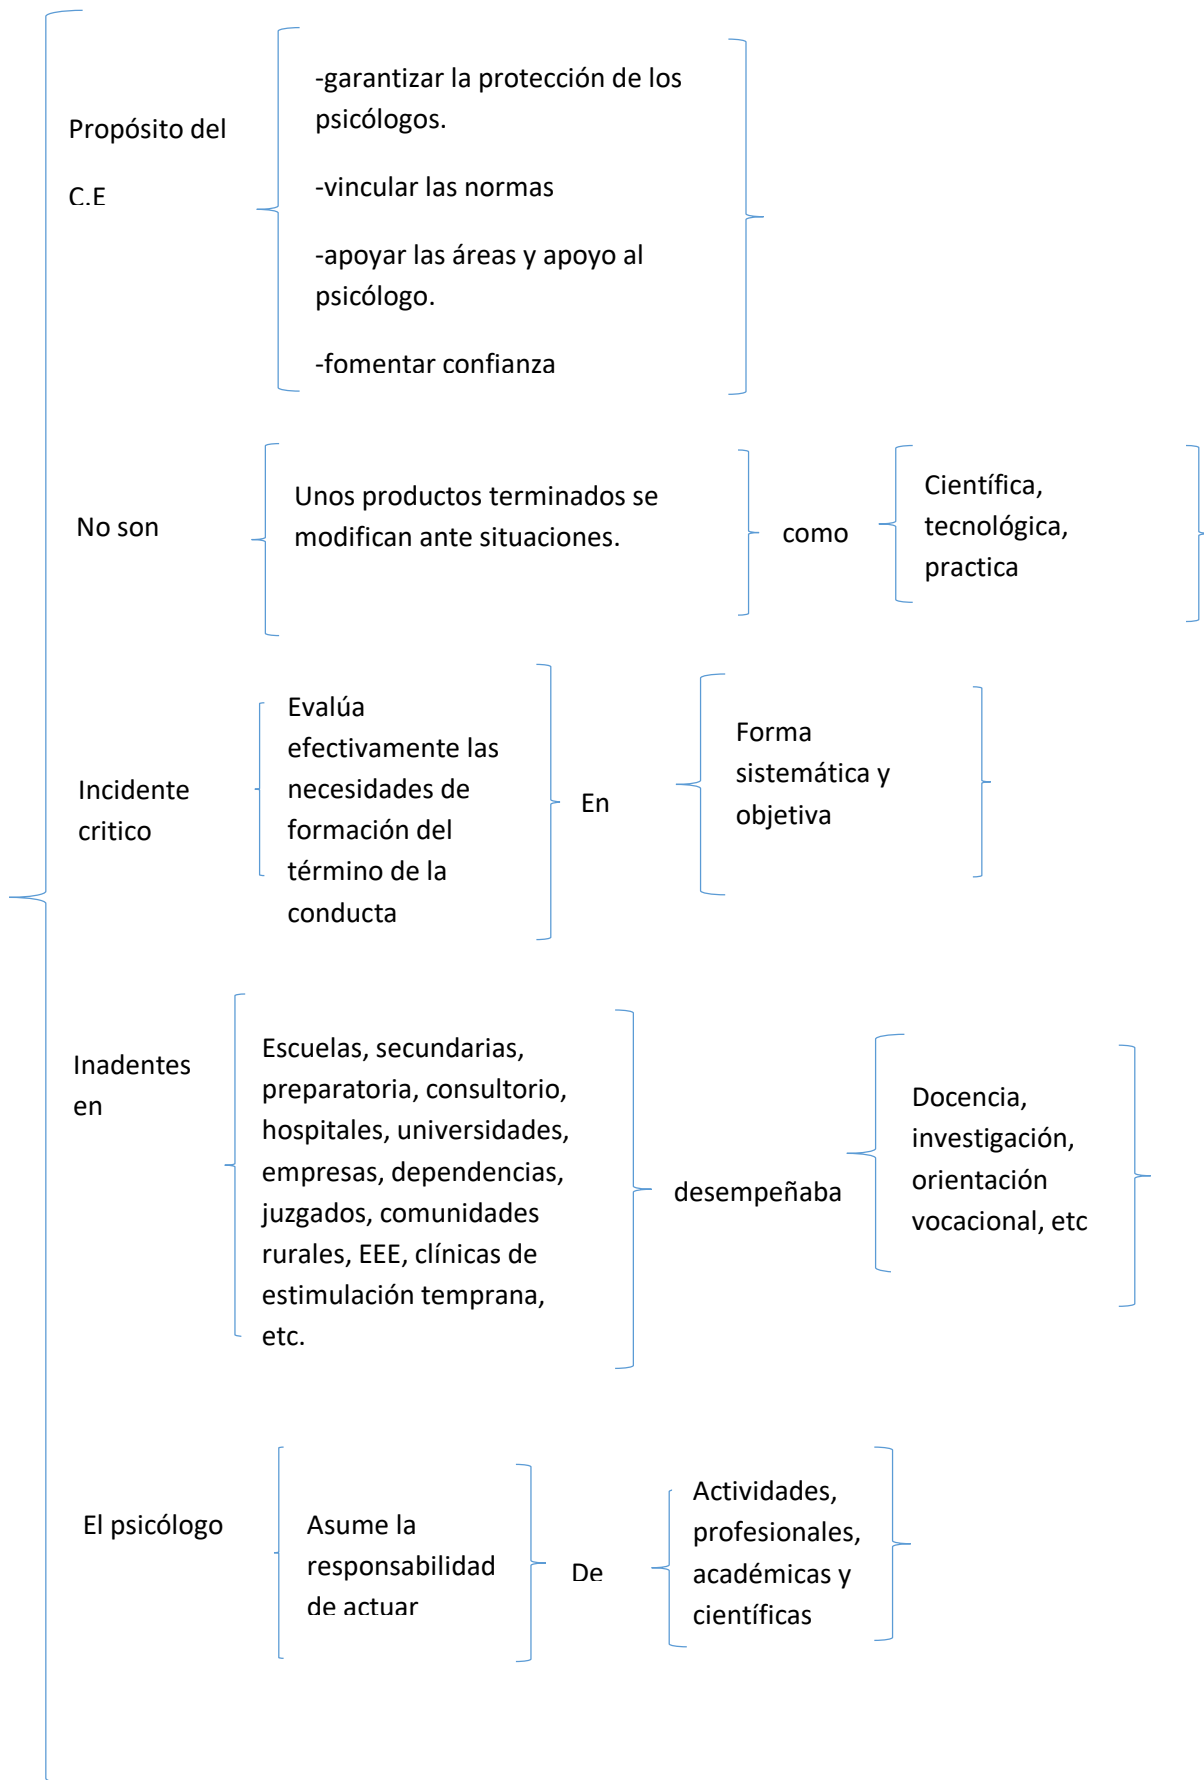 Propósito del
C.E
-garantizar la protección de los
psicólogos.
-vincular las normas
-apoyar las áreas y apoyo al
psicólogo.
-fomentar confianza
No son
Unos productos terminados se
modifican ante situaciones.
como
Científica,
tecnológica,
practica
Incidente
critico
Evalúa
efectivamente las
necesidades de
formación del
término de la
conducta
En
Forma
sistemática y
objetiva
Inadentes
en
Escuelas, secundarias,
preparatoria, consultorio,
hospitales, universidades,
empresas, dependencias,
juzgados, comunidades
rurales, EEE, clínicas de
estimulación temprana,
etc.
desempeñaba
Docencia,
investigación,
orientación
vocacional, etc
El psicólogo
Asume la
responsabilidad
de actuar
De
Actividades,
profesionales,
académicas y
científicas